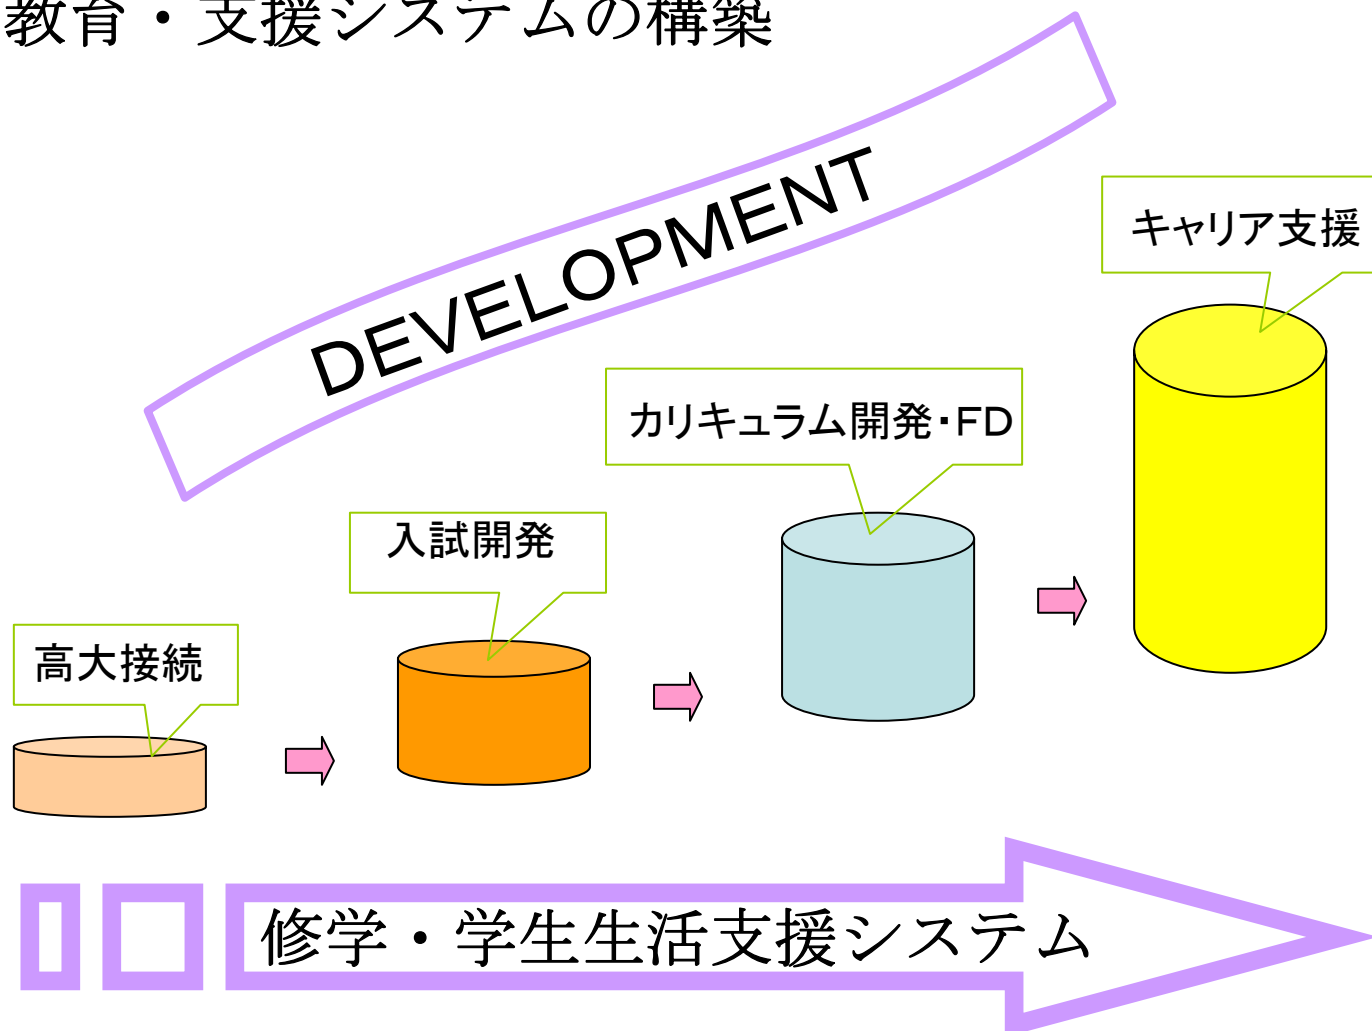 教育・支援システムの構築
DEVELOPMENT
キャリア支援
カリキュラム開発・FD
入試開発
高大接続
修学・学生生活支援システム